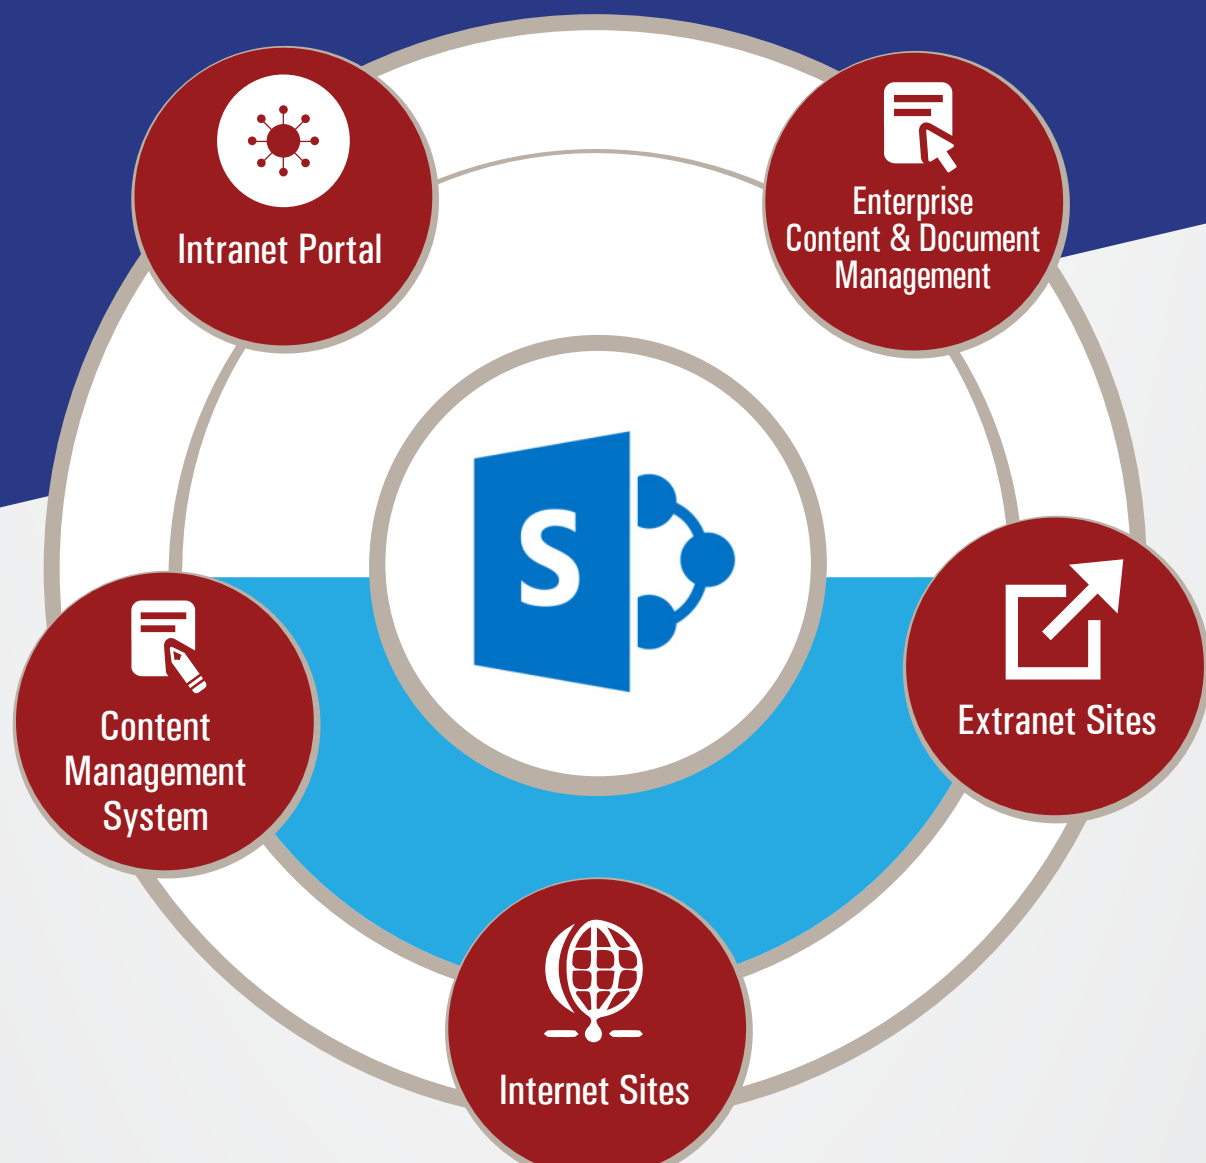 Intranet Portal
Enterprise
Content & Document
Management
S
Extranet Sites
Content
Management
System
Internet Sites